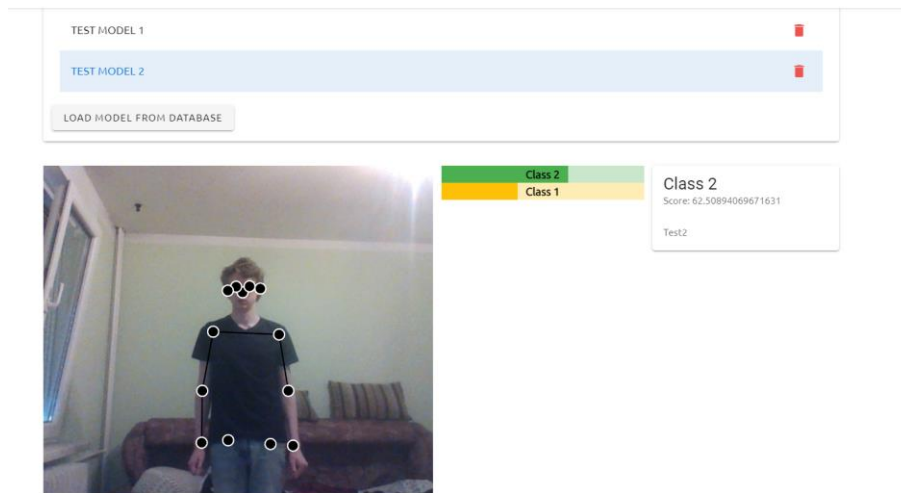 TEST MODEL 1
TEST MODEL 2
LOAD MODEL FROM DATABASE
Class 2
Class 1
Class 2
Score: 62.50894069671631
Test2